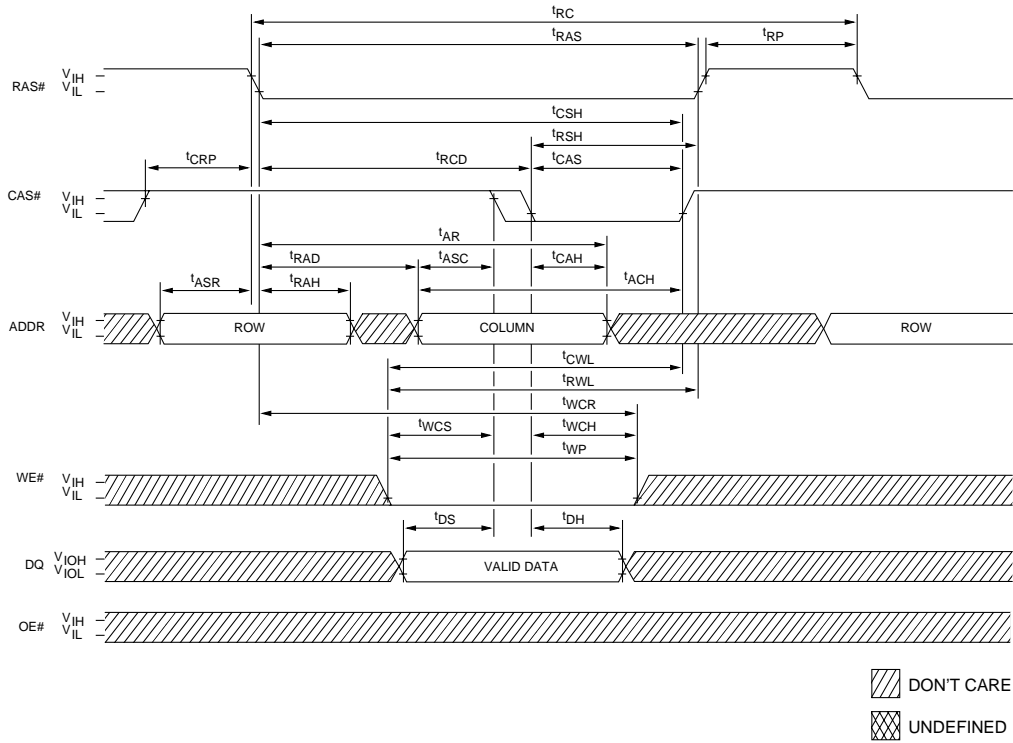 tRC
tRAS tRP
RAS# VIH
VIL
tCSH
tRSH
tCRP tRCD tCAS
CAS# VIH
VIL
tAR
tRAD tASC tCAH
tASR tRAH tACH
ADDR VIH
VIL
ROW COLUMN ROW
tCWL
tRWL
tWCR
tWCS tWCH
tWP
WE# VIH
VIL
tDS tDH
DQ VIOH
VIOL
VALID DATA
OE# VIH
VIL
DON'T CARE
UNDEFINED